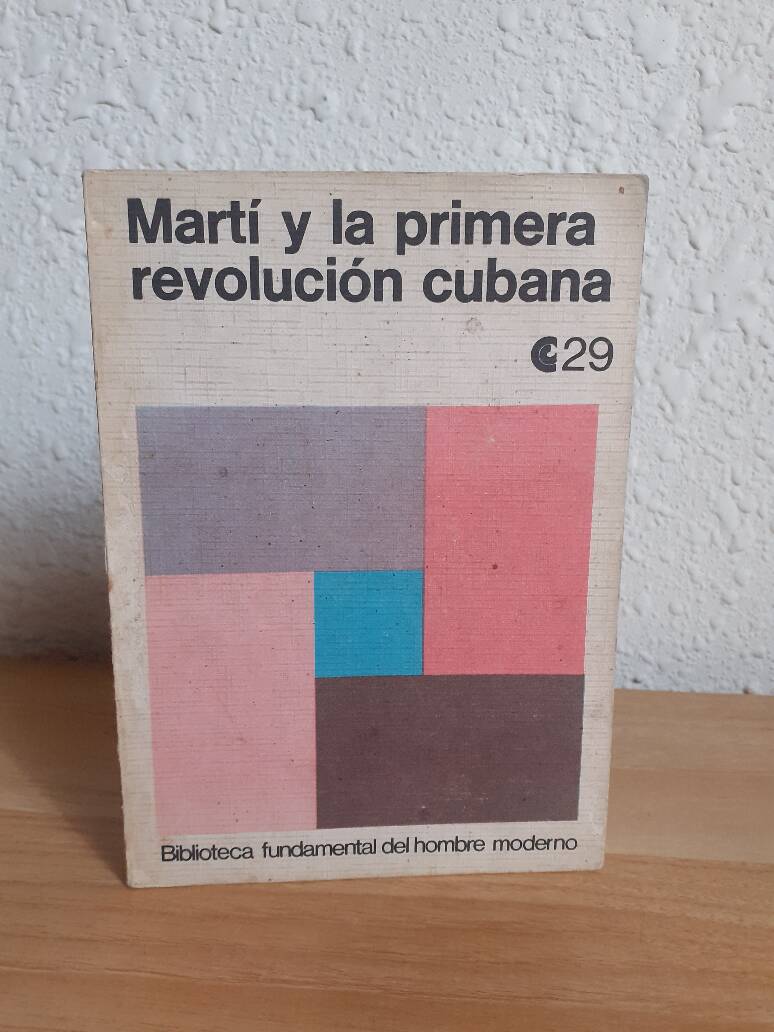 Martí y la primera
revolución cubana
29
Biblioteca fundamental del hombre moderno